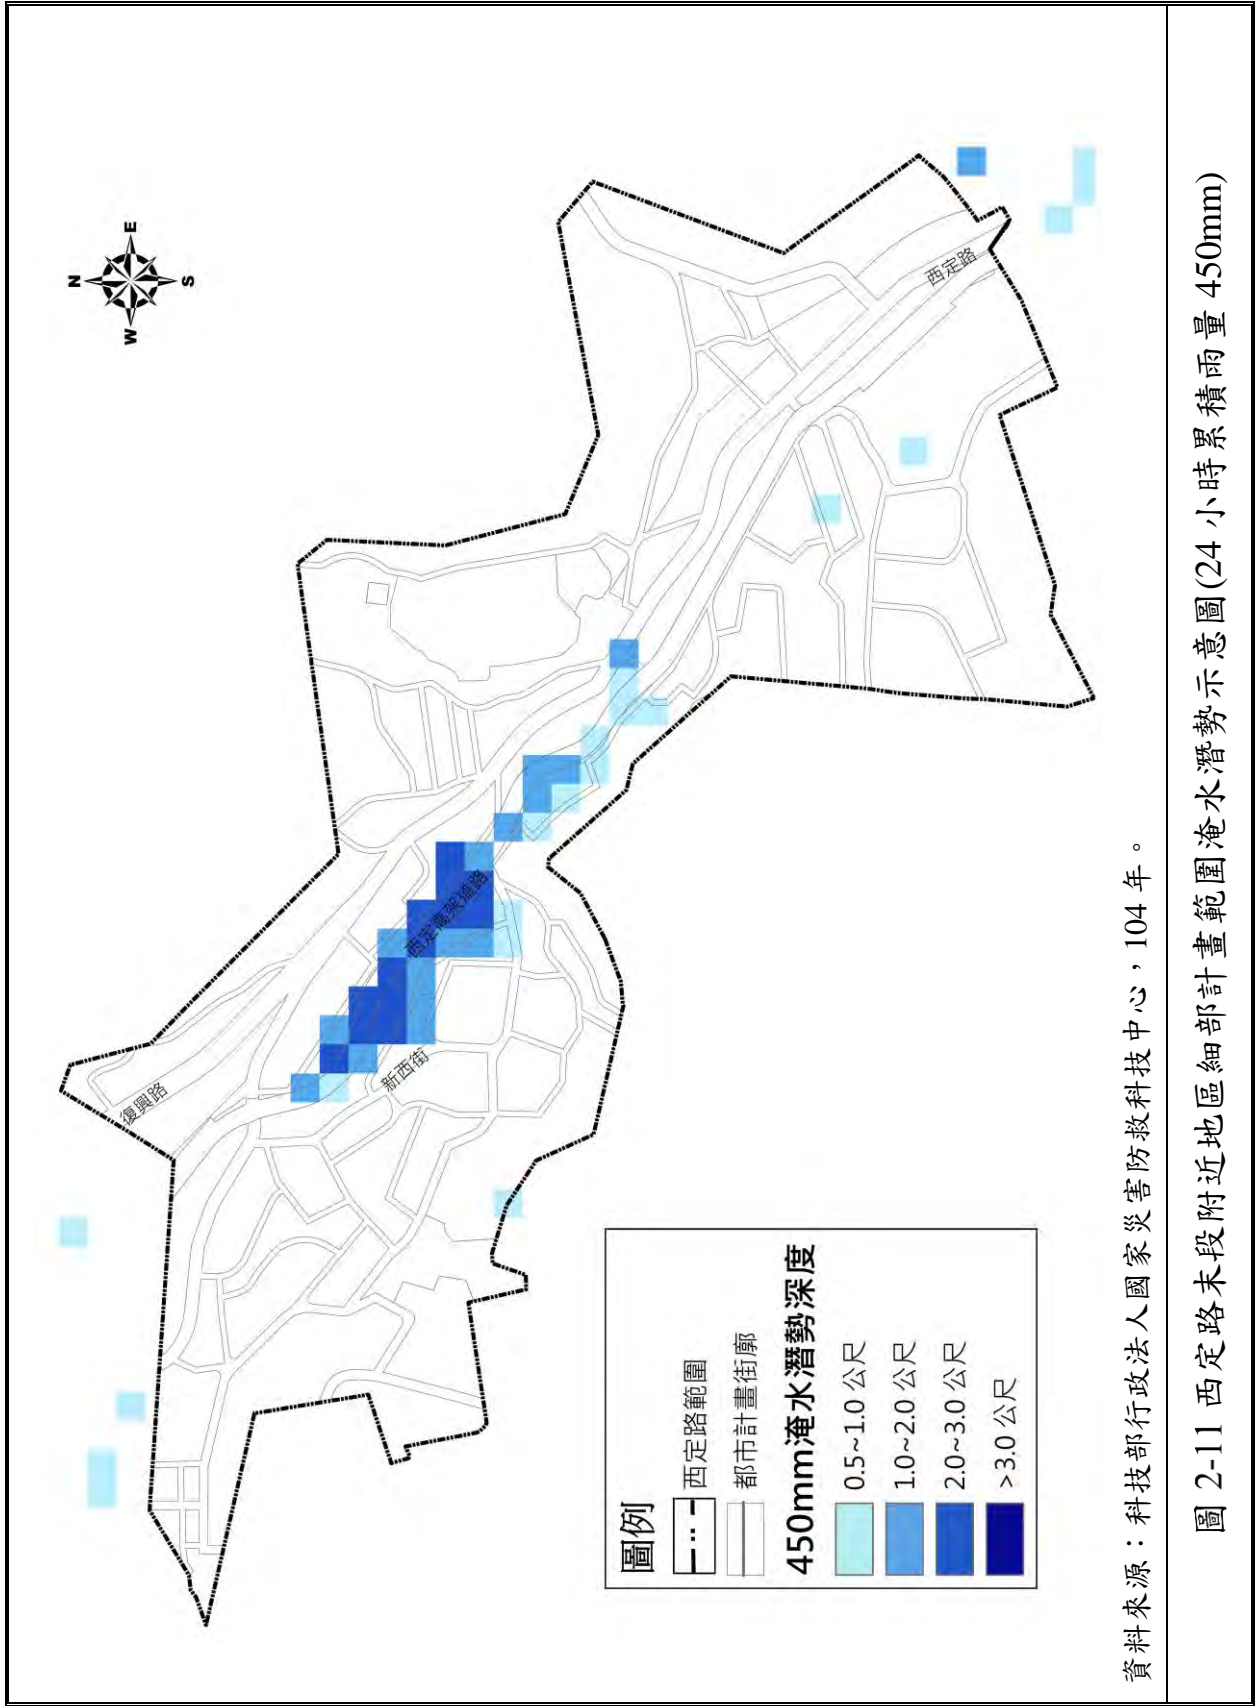 N
W
E
S
復興路
新西街
西定高架道路
西定路
圖例
西定路範圍
都市計畫街廓
450mm淹水潛勢深度
0.5~1.0 公尺
1.0~2.0 公尺
2.0~3.0 公尺
>3.0 公尺
資料來源：科技部行政法人國家災害防救科技中心，104 年。
圖 2-11 西定路末段附近地區細部計畫範圍淹水潛勢示意圖(24 小時累積雨量 450mm)